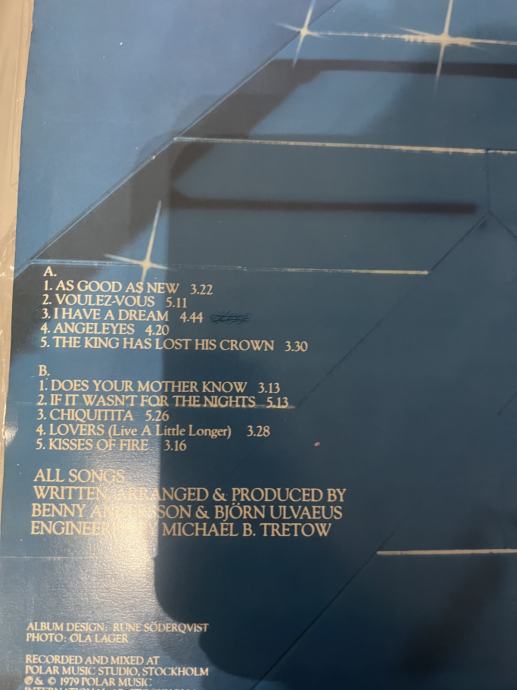 A.
1. AS GOOD AS NEW 3.22
2. VOULEZ-VOUS 5.11
3. I HAVE A DREAM 4.44
4. ANGELEYES 4.20
5. THE KING HAS LOST HIS CROWN 3.30
B.
1. DOES YOUR MOTHER KNOW 3.13
2. IF IT WASN'T FOR THE NIGHTS 5.13
3. CHIQUITITA 5.26
4. LOVERS (Live A Little Longer) 3.28
5. KISSES OF FIRE 3.16
ALL SONGS
WRITTEN, ARRANGED & PRODUCED BY
BENNY ANDERSSON & BJÖRN ULVAEUS
ENGINEER MICHAEL B. TRETOW
ALBUM DESIGN: RUNE SÖDERQVIST
PHOTO: OLA LAGER
RECORDED AND MIXED AT
POLAR MUSIC STUDIO, STOCKHOLM
℗ & © 1979 POLAR MUSIC